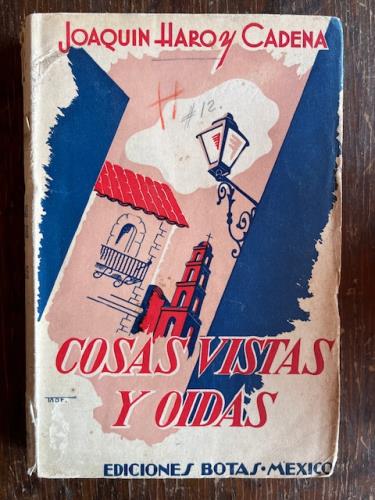 JOAQUIN HARO Y CADENA
#12.
COSAS VISTAS
Y OIDAS
EDICIONES BOTAS·MEXICO